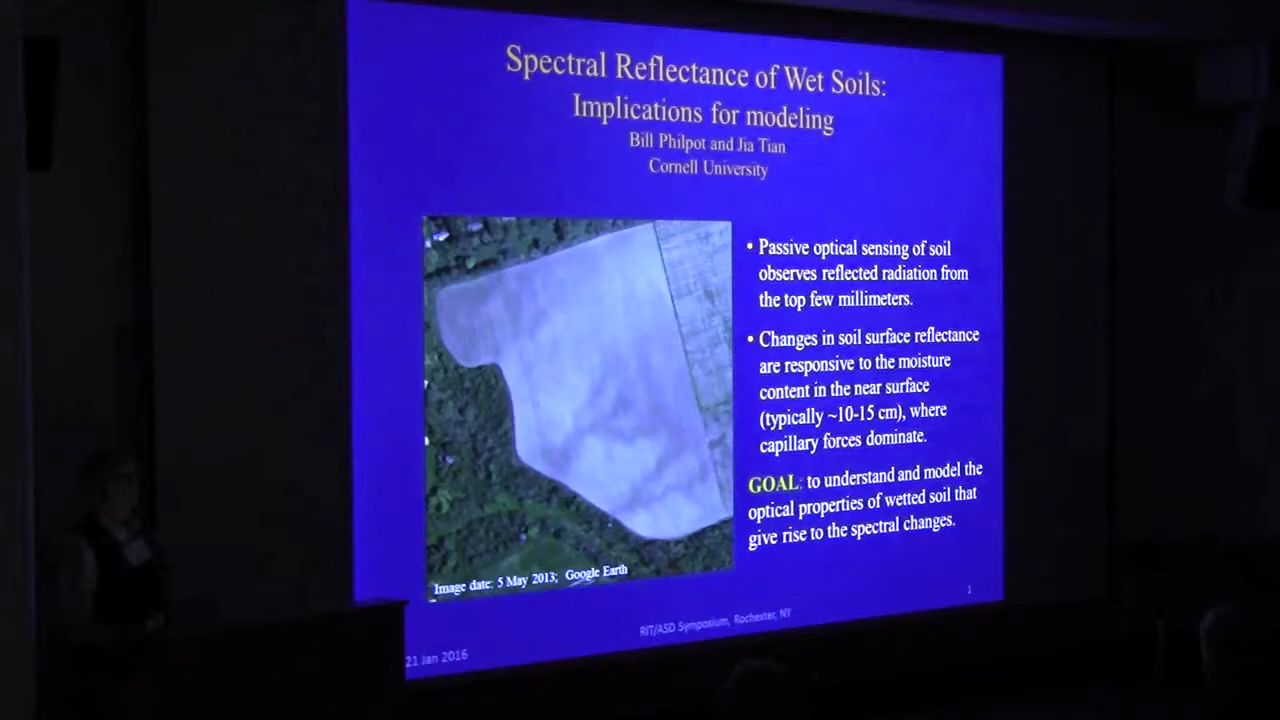 Spectral Reflectance of Wet Soils:
Implications for modeling
Bill Philpot and Jia Tian
Cornell University
• Passive optical sensing of soil
observes reflected radiation from
the top few millimeters.
• Changes in soil surface reflectance
are responsive to the moisture
content in the near surface
(typically ~10-15 cm), where
capillary forces dominate.
GOAL: to understand and model the
optical properties of wetted soil that
give rise to the spectral changes.
Image date: 5 May 2013; Google Earth
1
RIT/ASD Symposium, Rochester, NY
21 Jan 2016